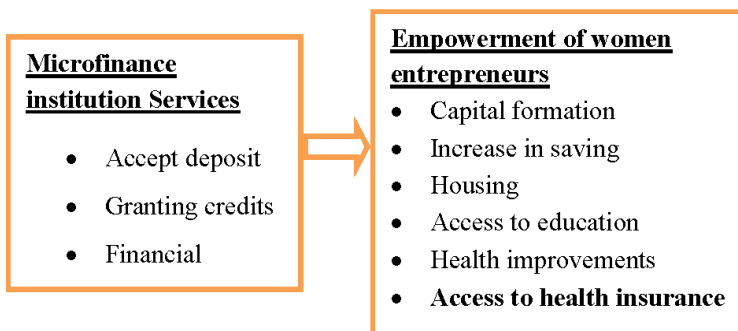 Microfinance
institution Services
• Accept deposit
• Granting credits
• Financial
Empowerment of women
entrepreneurs
• Capital formation
• Increase in saving
• Housing
• Access to education
• Health improvements
• Access to health insurance